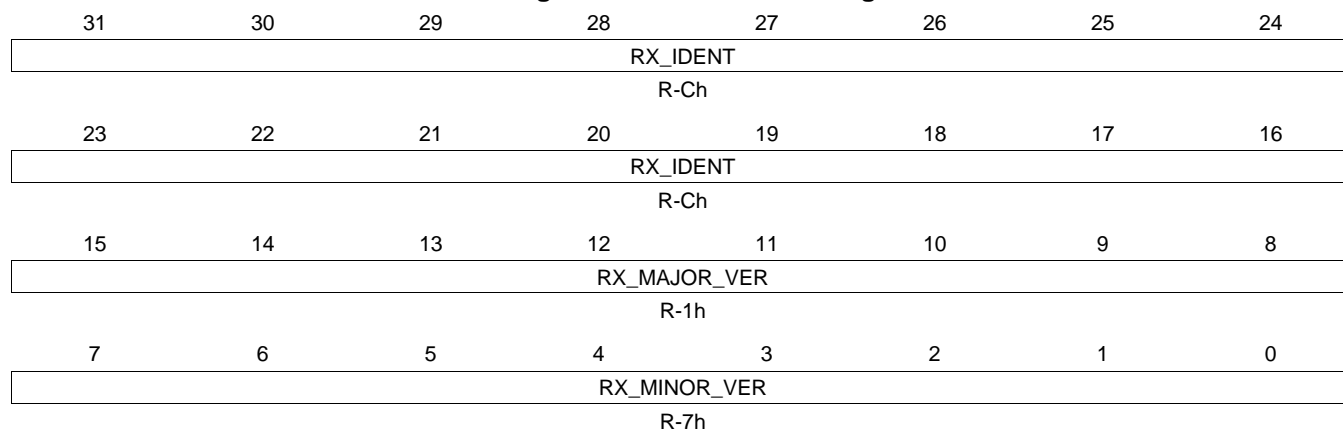 31 30 29 28 27 26 25 24
RX_IDENT
R-Ch
23 22 21 20 19 18 17 16
RX_IDENT
R-Ch
15 14 13 12 11 10 9 8
RX_MAJOR_VER
R-1h
7 6 5 4 3 2 1 0
RX_MINOR_VER
R-7h